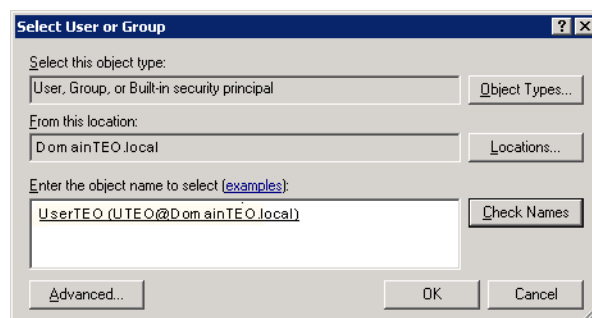 Select User or Group
Select this object type:
User, Group, or Built-in security principal
Object Types...
From this location:
DomainTEO.local
Locations...
Enter the object name to select (examples):
UserTEO (UTEO@DomainTEO.local)
Check Names
Advanced...
OK
Cancel